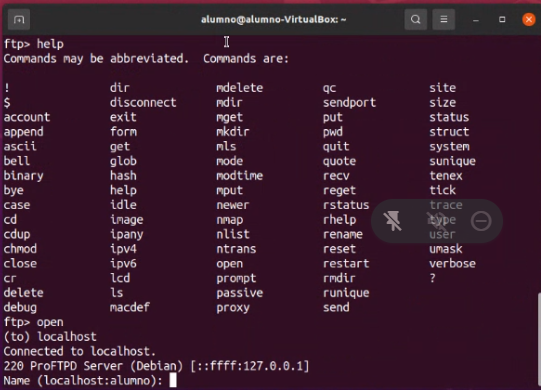 alumno@alumno-VirtualBox: ~
ftp> help
Commands may be abbreviated.  Commands are:
!               dir             mdelete         qc              site
$               disconnect      mdir            sendport        size
account         exit            mget            put             status
append          form            mkdir           pwd             struct
ascii           get             mls             quit            system
bell            glob            mode            quote           sunique
binary          hash            modtime         recv            tenex
bye             help            mput            reget           tick
case            idle            newer           rstatus         trace
cd              image           nmap            rhelp           type
cdup            ipany           nlist           rename          user
chmod           ipv4            ntrans          reset           umask
close           ipv6            open            restart         verbose
cr              lcd             prompt          rmdir           ?
delete          ls              passive         runique
debug           macdef          proxy           send
ftp> open
(to) localhost
Connected to localhost.
220 ProFTPD Server (Debian) [::ffff:127.0.0.1]
Name (localhost:alumno):